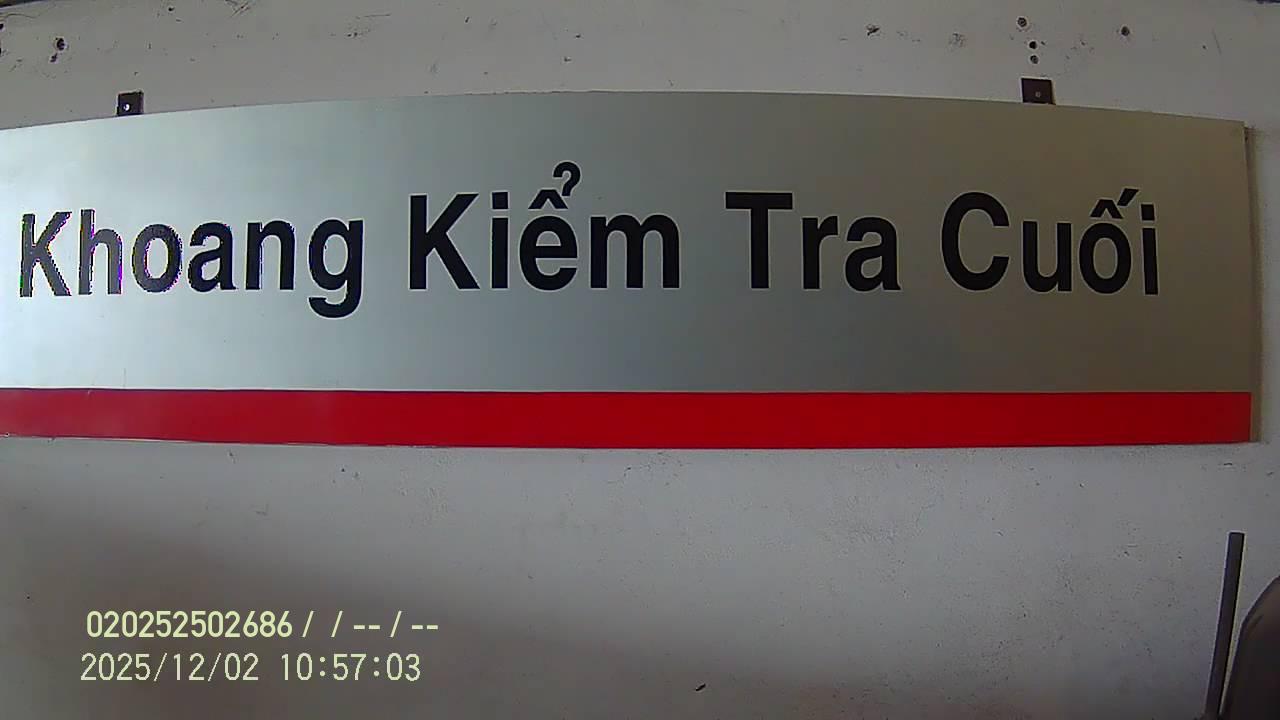 Khoang Kiểm Tra Cuối
020252502686 / / -- / --
2025/12/02 10:57:03